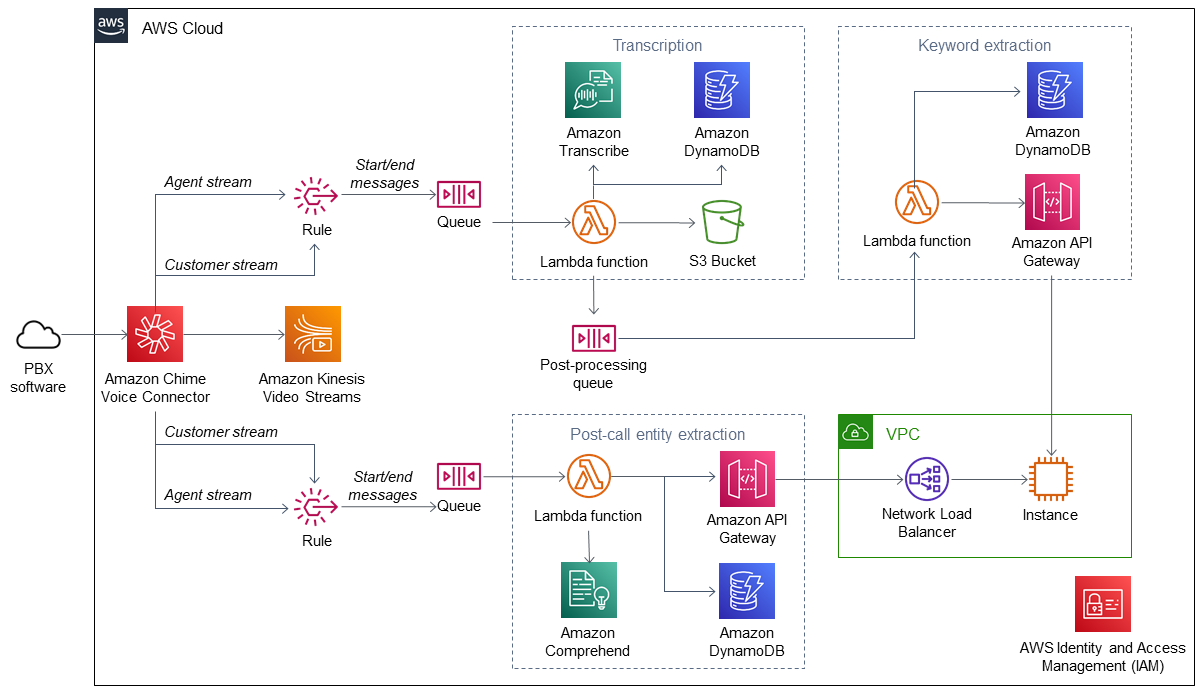 aws
AWS Cloud
Transcription
Keyword extraction
Amazon
Transcribe
Amazon
DynamoDB
Amazon
DynamoDB
Agent stream
Start/end
messages
Rule
Queue
Lambda function
S3 Bucket
Lambda function
Amazon API
Gateway
Customer stream
PBX
software
Amazon Chime
Voice Connector
Amazon Kinesis
Video Streams
Post-processing
queue
Customer stream
Agent stream
Start/end
messages
Rule
Queue
Post-call entity extraction
Lambda function
Amazon API
Gateway
Amazon
Comprehend
Amazon
DynamoDB
VPC
Network Load
Balancer
Instance
AWS Identity and Access
Management (IAM)